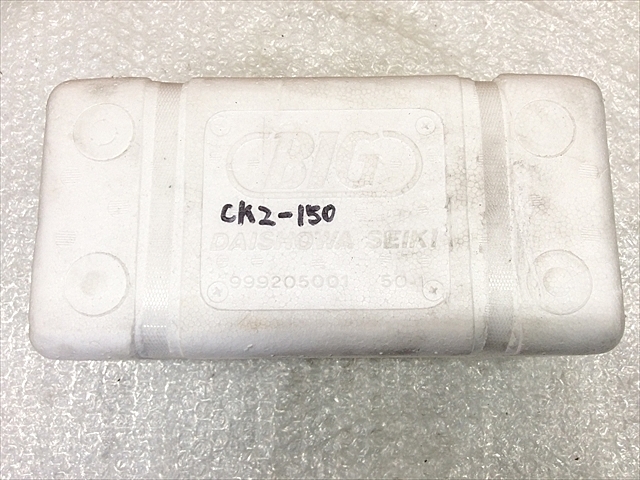 BIG
CK2-150
DAISHOWA SEIKI
999205001 50-1